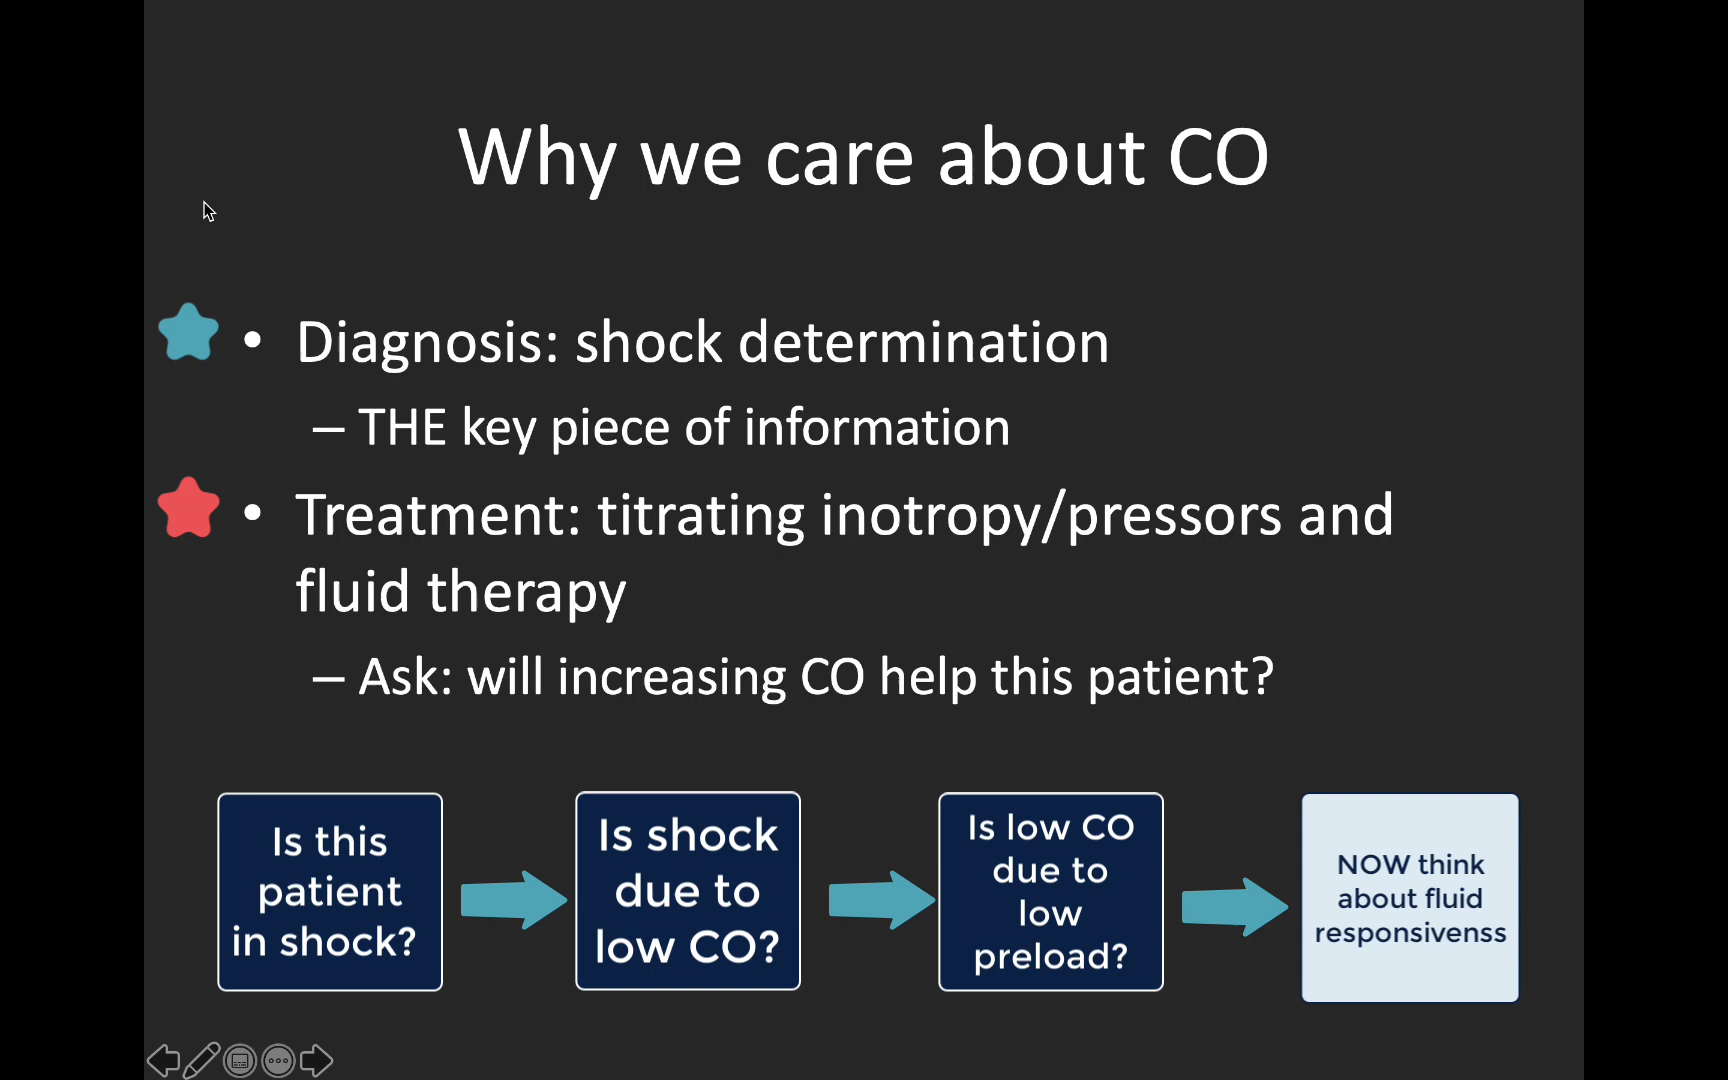 Why we care about CO
• Diagnosis: shock determination
– THE key piece of information
• Treatment: titrating inotropy/pressors and
fluid therapy
– Ask: will increasing CO help this patient?
Is this
patient
in shock?
Is shock
due to
low CO?
Is low CO
due to
low
preload?
NOW think
about fluid
responsivenss